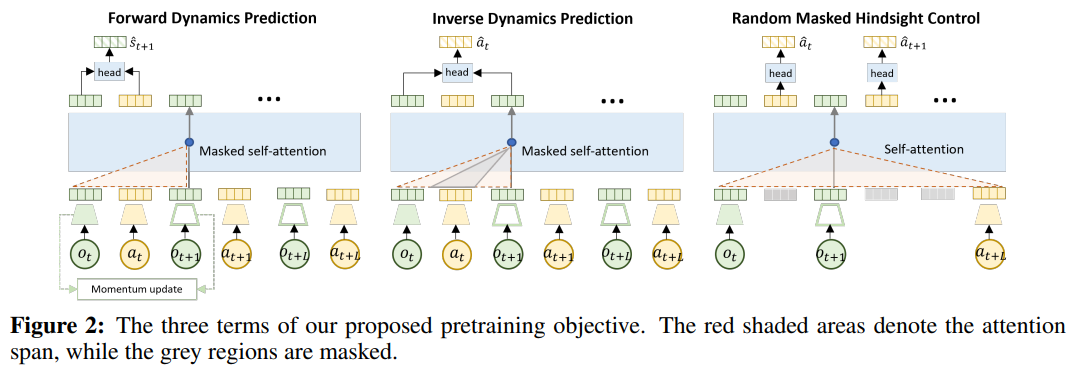 Forward Dynamics Prediction
Inverse Dynamics Prediction
Random Masked Hindsight Control
ŝₜ₊₁
âₜ
âₜ
âₜ₊₁
head
head
head
head
•••
•••
•••
Masked self-attention
Masked self-attention
Self-attention
oₜ aₜ oₜ₊₁ aₜ₊₁ oₜ₊L aₜ₊L
oₜ aₜ oₜ₊₁ aₜ₊₁ oₜ₊L aₜ₊L
oₜ oₜ₊₁ aₜ₊L
Momentum update
Figure 2: The three terms of our proposed pretraining objective. The red shaded areas denote the attention
span, while the grey regions are masked.